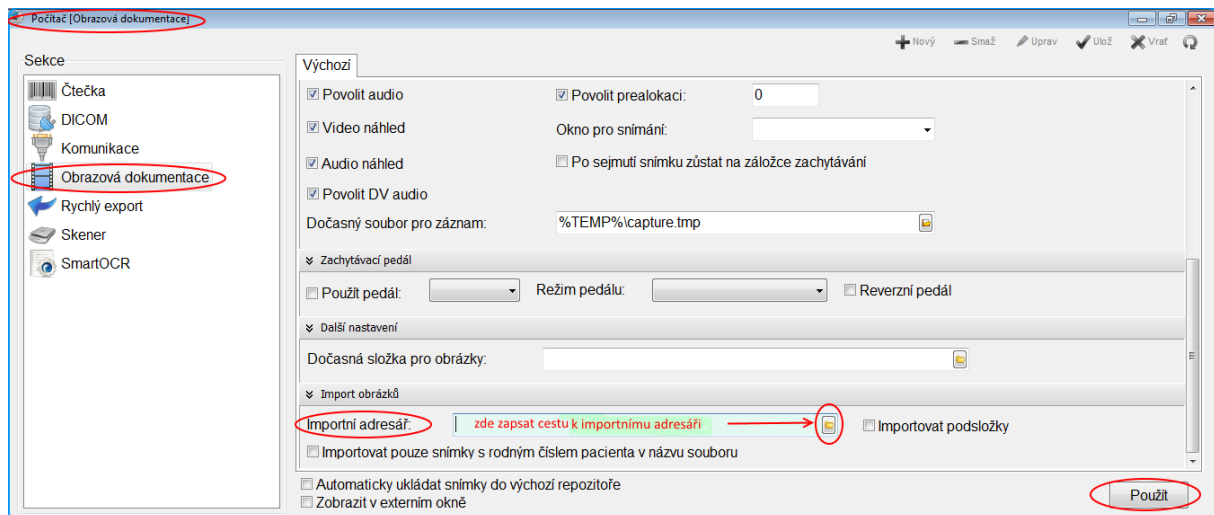 Počítač [Obrazová dokumentace]
Nový Smaž Uprav Ulož Vrať
Sekce
Čtečka
DICOM
Komunikace
Obrazová dokumentace
Rychlý export
Skener
SmartOCR
Výchozí
Povolit audio
Povolit prealokaci: 0
Video náhled
Okno pro snímání:
Audio náhled
Po sejmutí snímku zůstat na záložce zachytávání
Povolit DV audio
Dočasný soubor pro záznam: %TEMP%\capture.tmp
Zachytávací pedál
Použít pedál: Režim pedálu: Reverzní pedál
Další nastavení
Dočasná složka pro obrázky:
Import obrázků
Importní adresář: zde zapsat cestu k importnímu adresáři Importovat podsložky
Importovat pouze snímky s rodným číslem pacienta v názvu souboru
Automaticky ukládat snímky do výchozí repozitoře
Zobrazit v externím okně
Použít